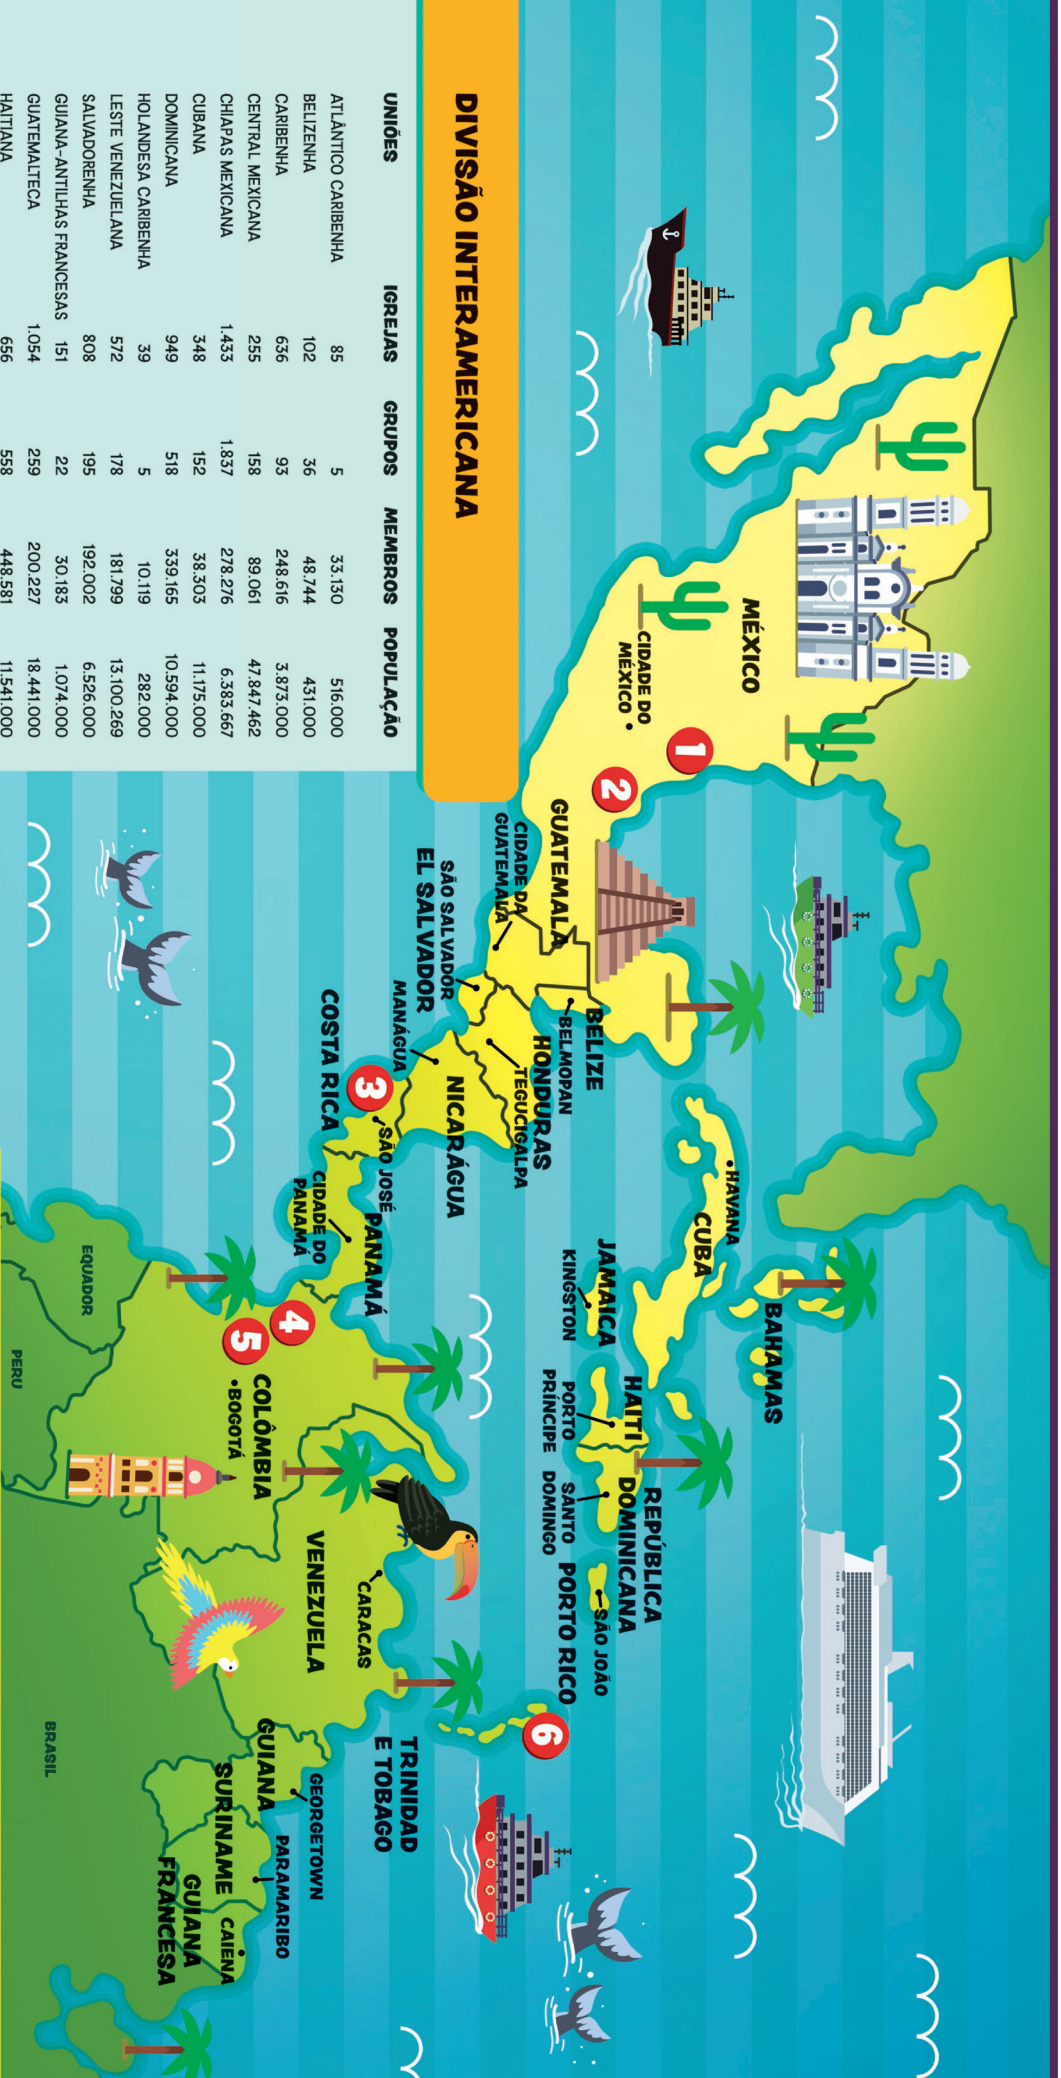 DIVISÃO INTERAMERICANA
UNIÕES IGREJAS GRUPOS MEMBROS POPULAÇÃO
ATLÂNTICO CARIBENHA 85 5 33.130 516.000
BELIZENHA 102 36 48.744 431.000
CARIBENHA 636 93 248.616 3.873.000
CENTRAL MEXICANA 255 158 89.061 47.847.462
CHIAPAS MEXICANA 1.433 1.837 278.276 6.383.667
CUBANA 348 152 38.303 11.175.000
DOMINICANA 949 518 339.165 10.594.000
HOLANDESA CARIBENHA 39 5 10.119 282.000
LESTE VENEZUELANA 572 178 181.799 13.100.269
SALVADORENHA 808 195 192.002 6.526.000
GUIANA-ANTILHAS FRANCESAS 151 22 30.183 1.074.000
GUATEMALTECA 1.054 259 200.227 18.441.000
HAITIANA 656 558 448.581 11.541.000
MÉXICO
CIDADE DO
MÉXICO
1
2
GUATEMALA
CIDADE DA
GUATEMALA
SÃO SALVADOR
EL SALVADOR
BELIZE
BELMOPAN
HONDURAS
TEGUCIGALPA
MANÁGUA
NICARÁGUA
COSTA RICA
3
SÃO JOSÉ
PANAMÁ
CIDADE DO
PANAMÁ
HAVANA
CUBA
BAHAMAS
JAMAICA
KINGSTON
HAITI
PORTO
PRÍNCIPE
REPÚBLICA
DOMINICANA
SANTO
DOMINGO
SÃO JOÃO
PORTO RICO
6
TRINIDAD
E TOBAGO
4
5
COLÔMBIA
BOGOTÁ
VENEZUELA
CARACAS
GUIANA
GEORGETOWN
SURINAME
PARAMARIBO
GUIANA
FRANCESA
CAIENA
EQUADOR
PERU
BRASIL